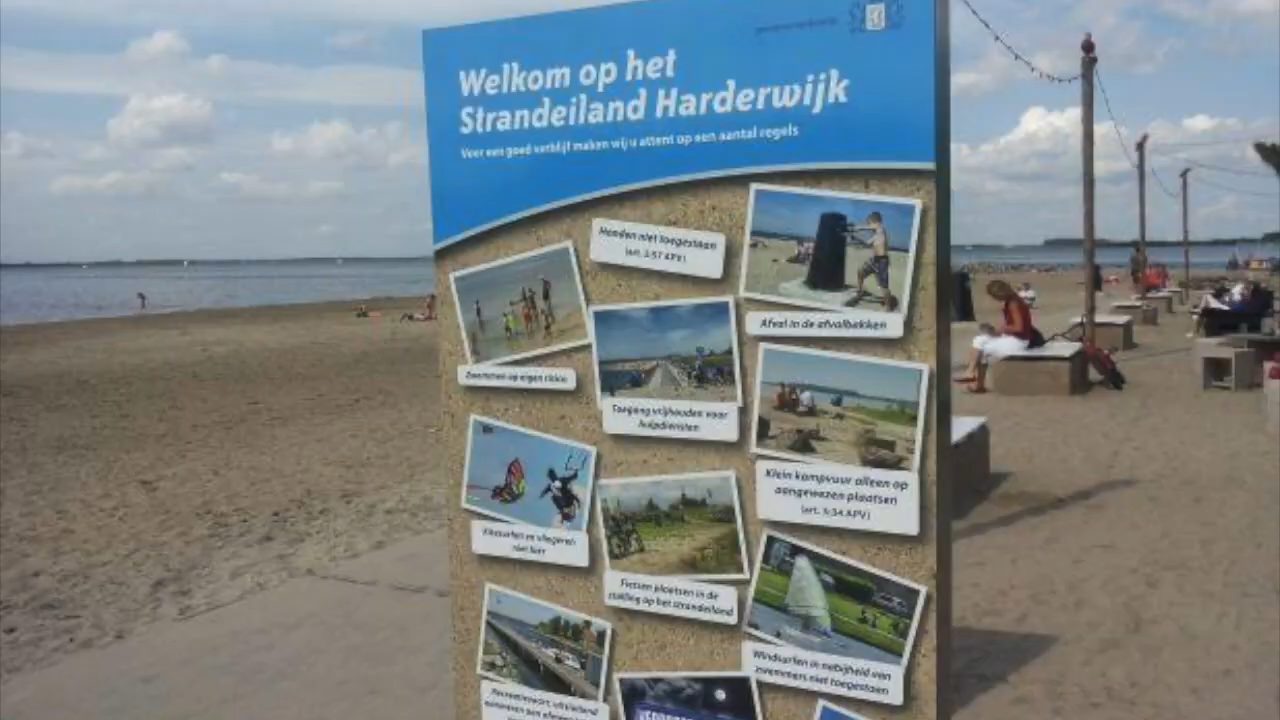 Welkom op het
Strandeiland Harderwijk
Voor een goed verblijf maken wij u attent op een aantal regels
Honden niet toegestaan
(art. 2:57 APV)
Afval in de afvalbakken
Zwemmen op eigen risico
Toegang vrijhouden voor
hulpdiensten
Klein kampvuur alleen op
aangewezen plaatsen
(art. 5:34 APV)
Kitesurfen en vliegeren
niet hier
Fietsen plaatsen in de
stalling op het strandeiland
Windsurfen in nabijheid van
zwemmers niet toegestaan
Recreatievaart, uitsluitend